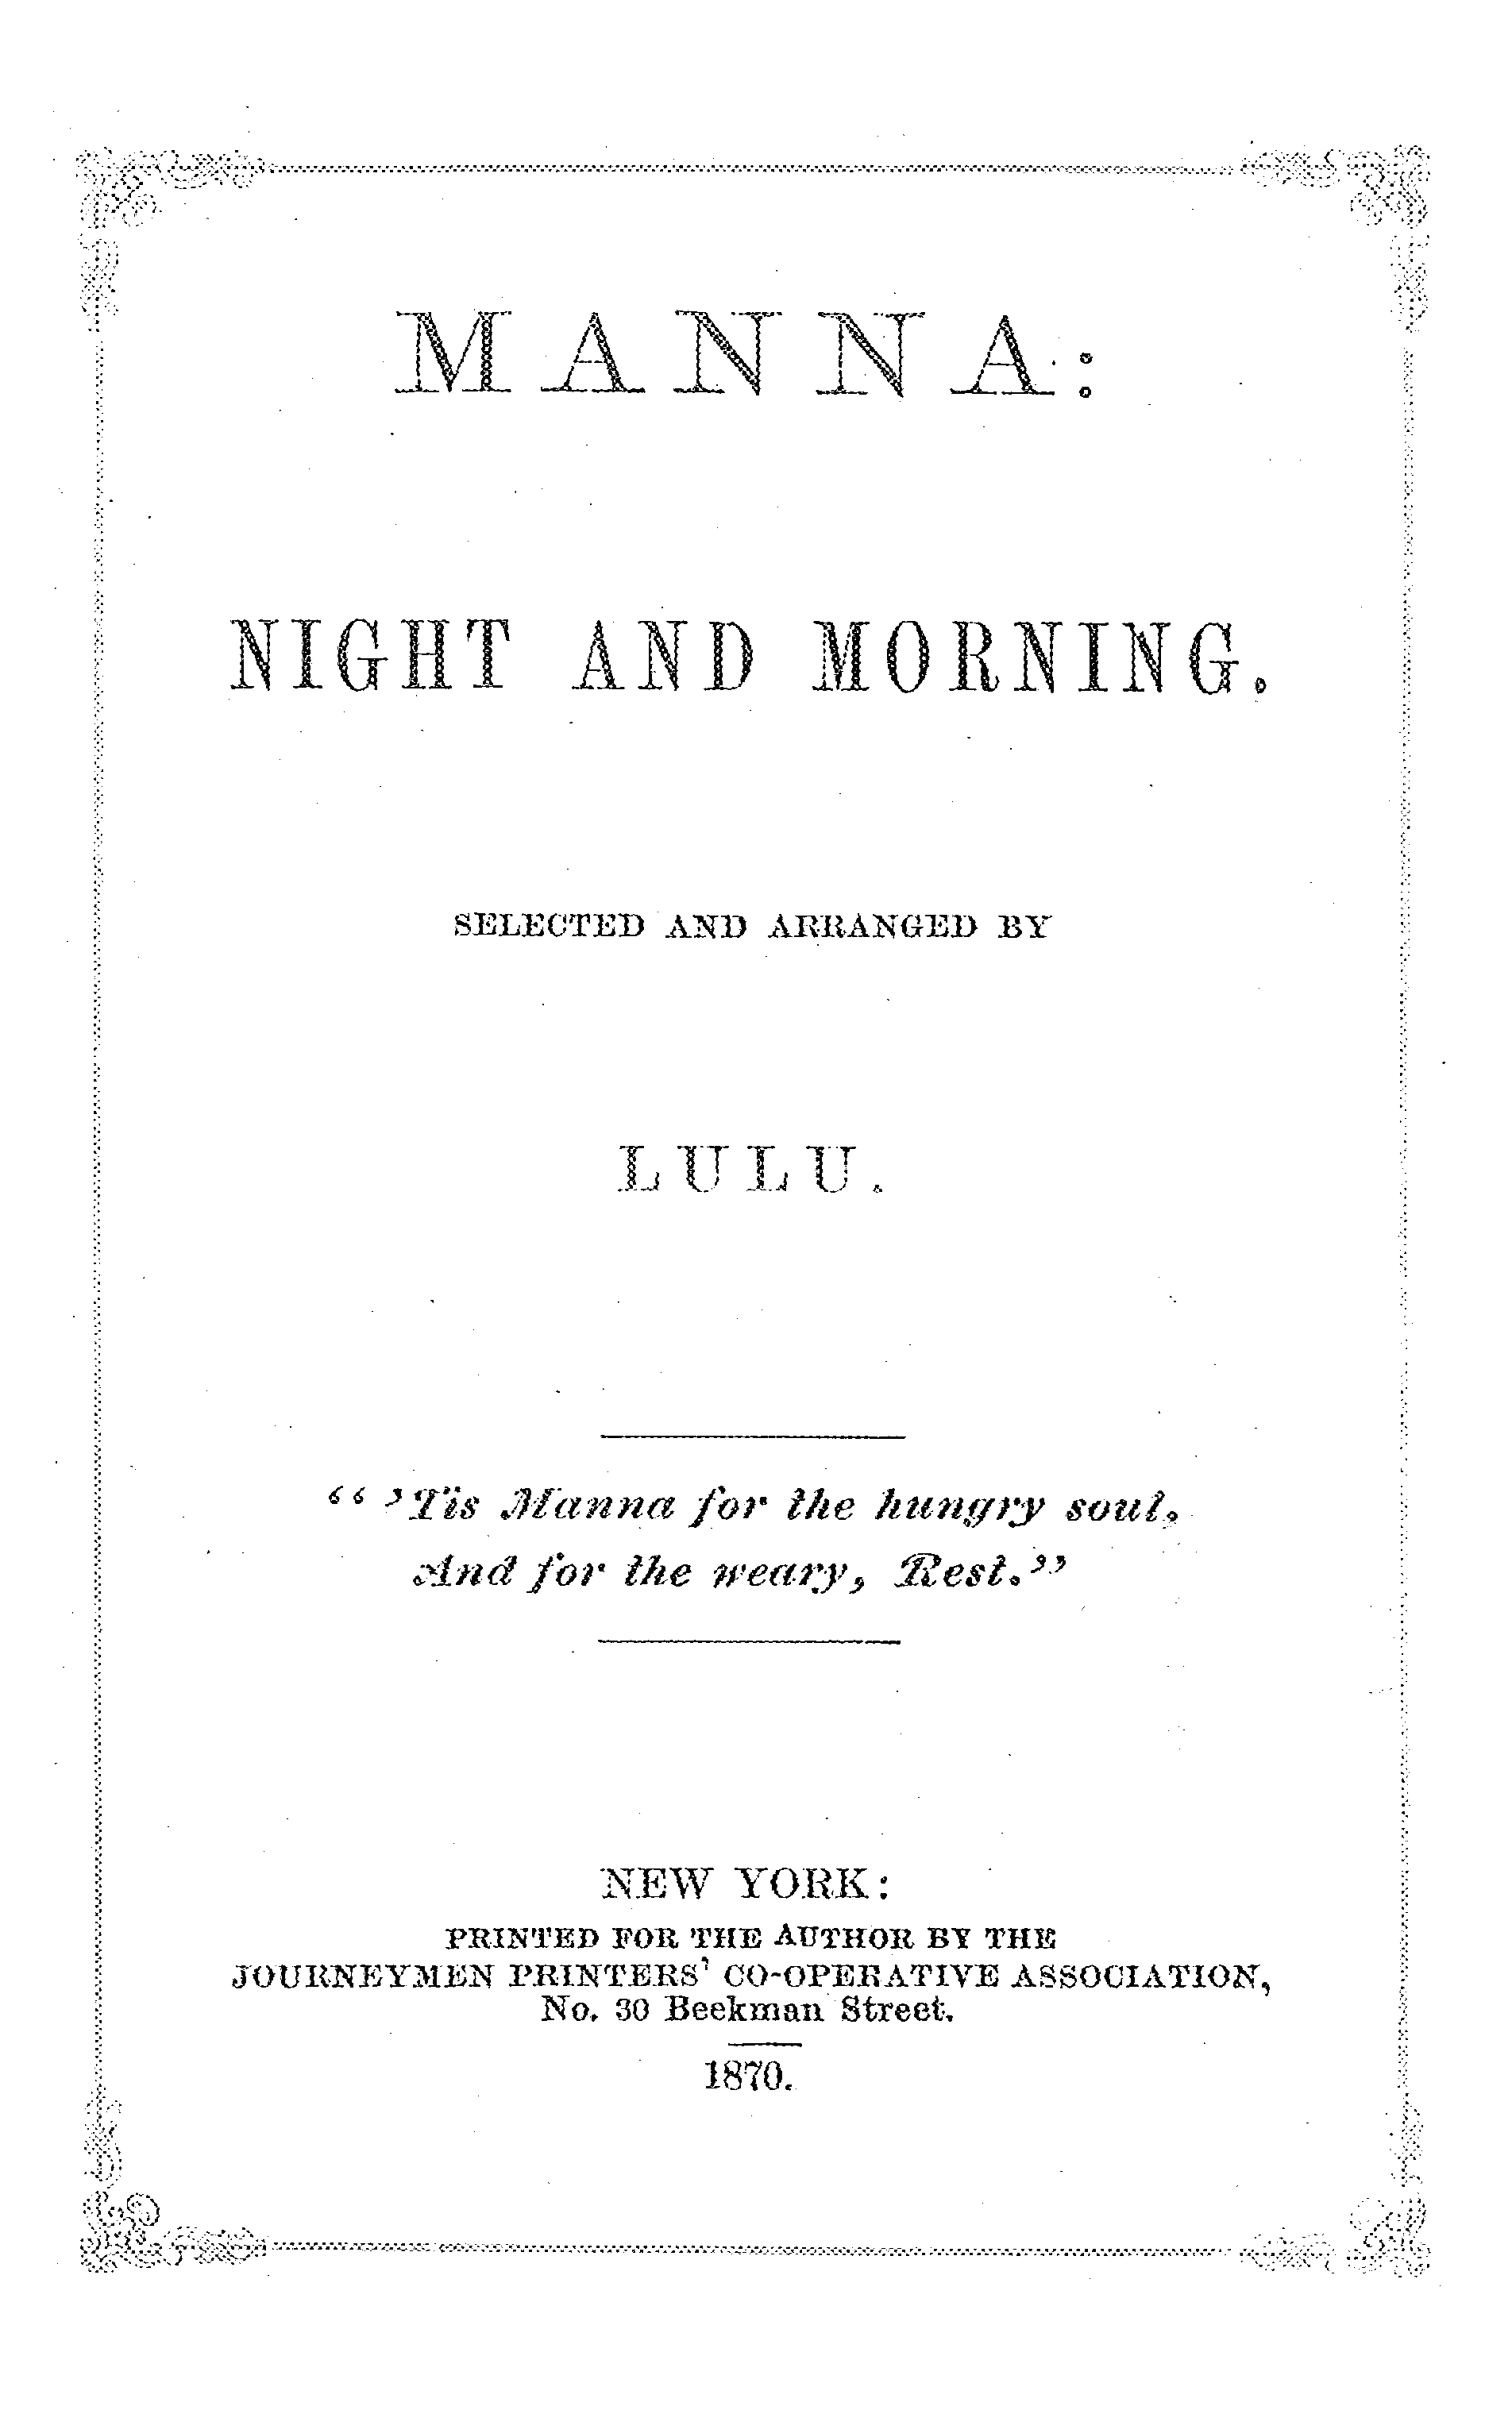 MANNA:
NIGHT AND MORNING.
SELECTED AND ARRANGED BY
LULU.
“ ’Tis Manna for the hungry soul,
And for the weary, Rest.”
NEW YORK:
PRINTED FOR THE AUTHOR BY THE
JOURNEYMEN PRINTERS’ CO-OPERATIVE ASSOCIATION,
No. 30 Beekman Street.
1870.